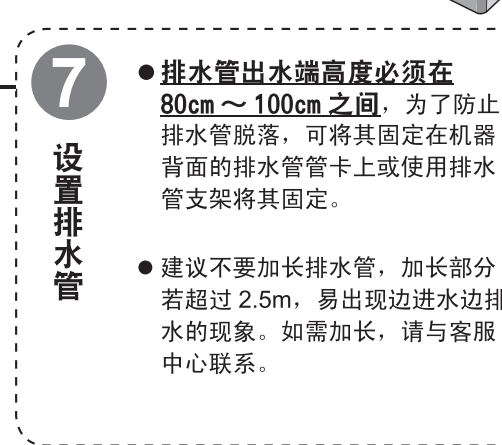 7
设置排水管
●排水管出水端高度必须在
80cm ～ 100cm 之间，为了防止
排水管脱落，可将其固定在机器
背面的排水管管卡上或使用排水
管支架将其固定。
●建议不要加长排水管，加长部分
若超过 2.5m，易出现边进水边排
水的现象。如需加长，请与客服
中心联系。